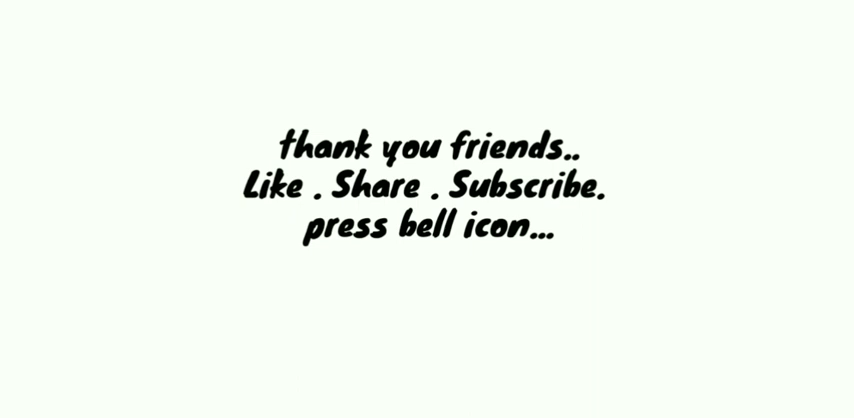 thank you friends..
Like . Share . Subscribe.
press bell icon...